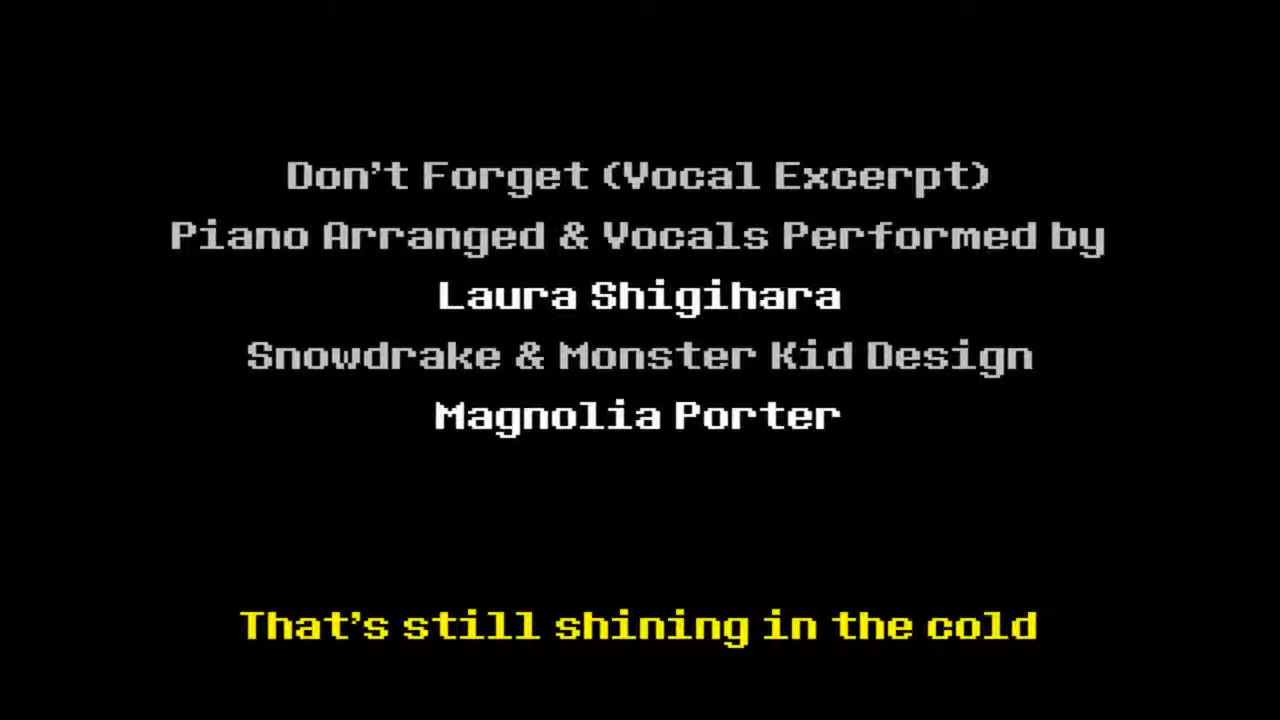 Don't Forget (Vocal Excerpt)
Piano Arranged & Vocals Performed by
Laura Shigihara
Snowdrake & Monster Kid Design
Magnolia Porter
That's still shining in the cold